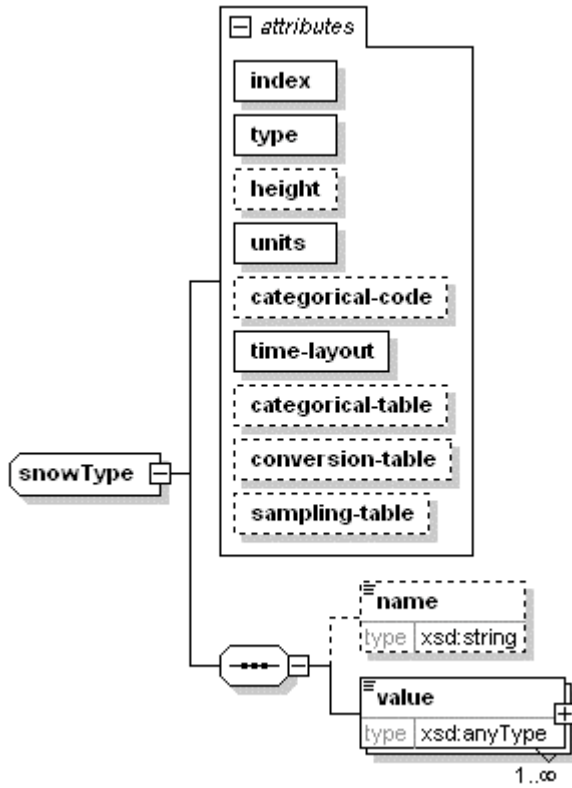 attributes
index
type
height
units
categorical-code
time-layout
categorical-table
conversion-table
sampling-table
snowType
name
type xsd:string
value
type xsd:anyType
1..∞